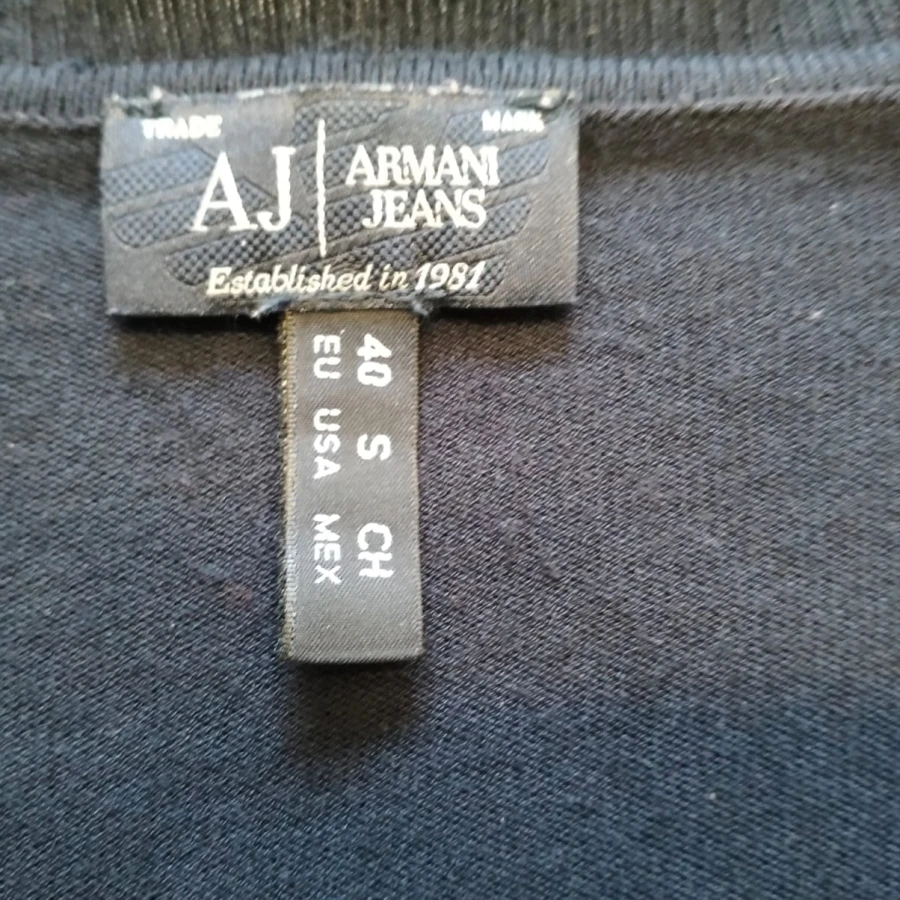 TRADE MARK
AJ | ARMANI
JEANS
Established in 1981
40 S CH
EU USA MEX